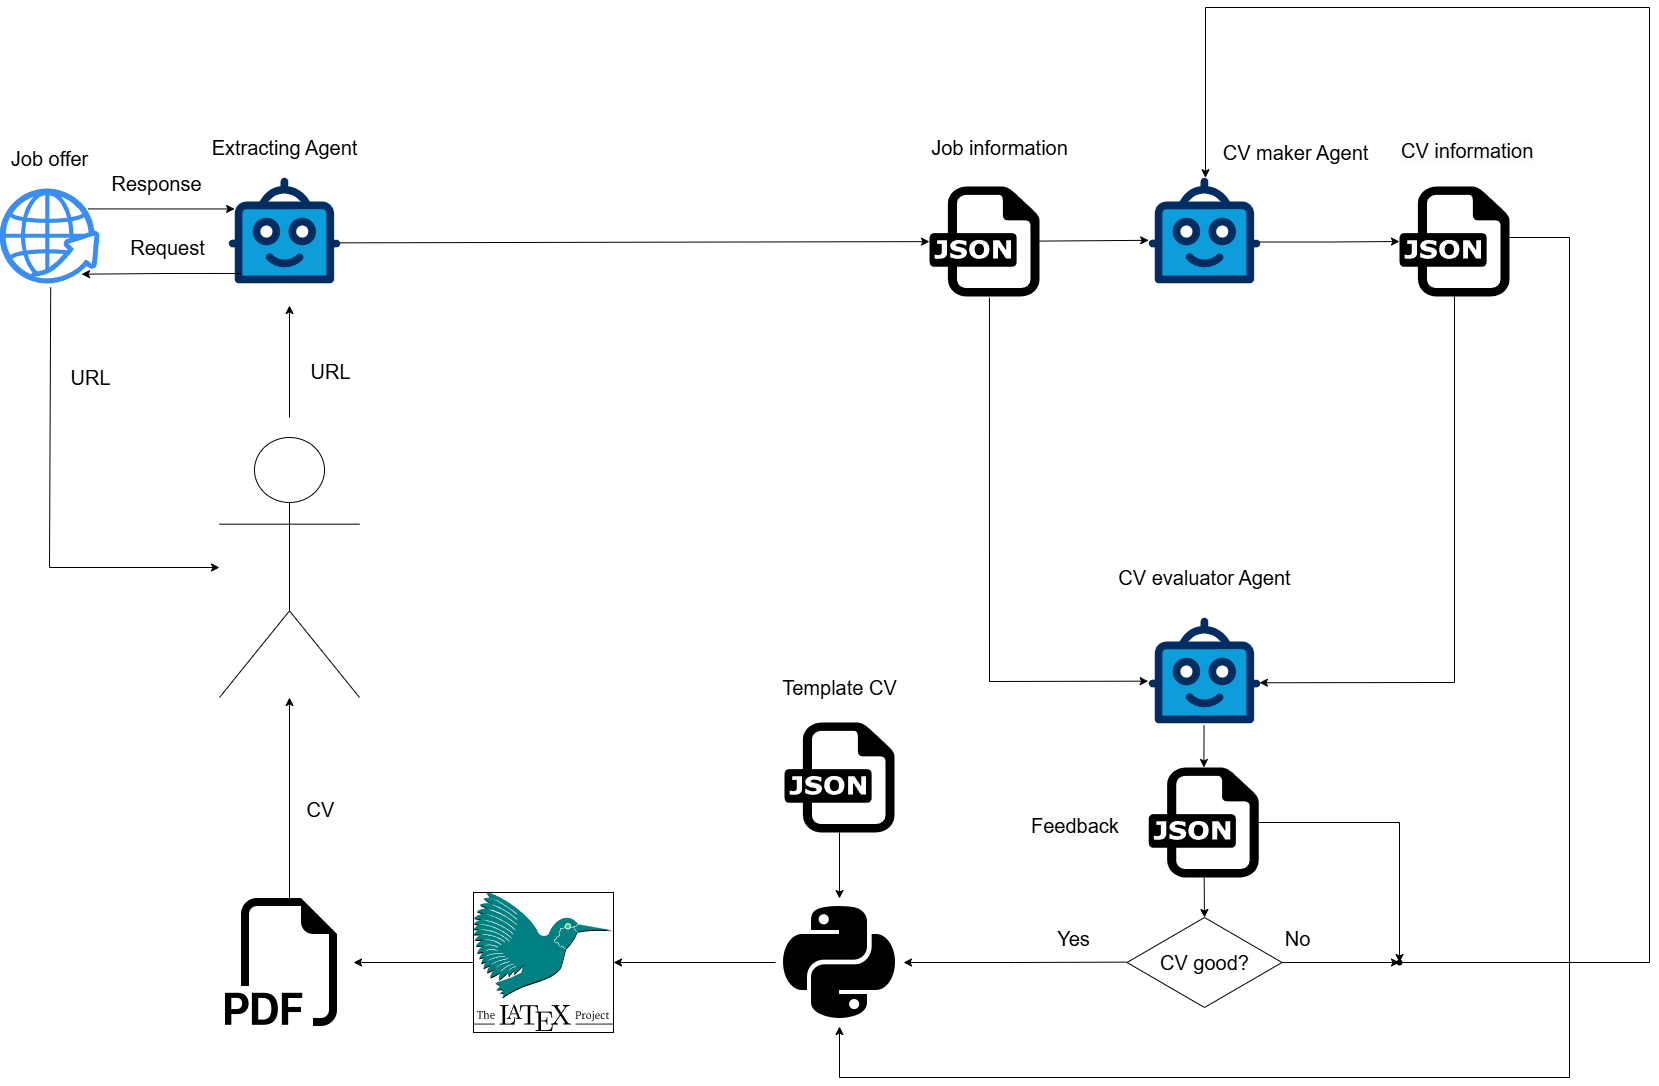 Job offer
Extracting Agent
Response
Request
Job information
JSON
CV maker Agent
CV information
JSON
URL
URL
CV evaluator Agent
Template CV
JSON
Feedback
JSON
CV
Yes
CV good?
No
PDF
The LATEX Project